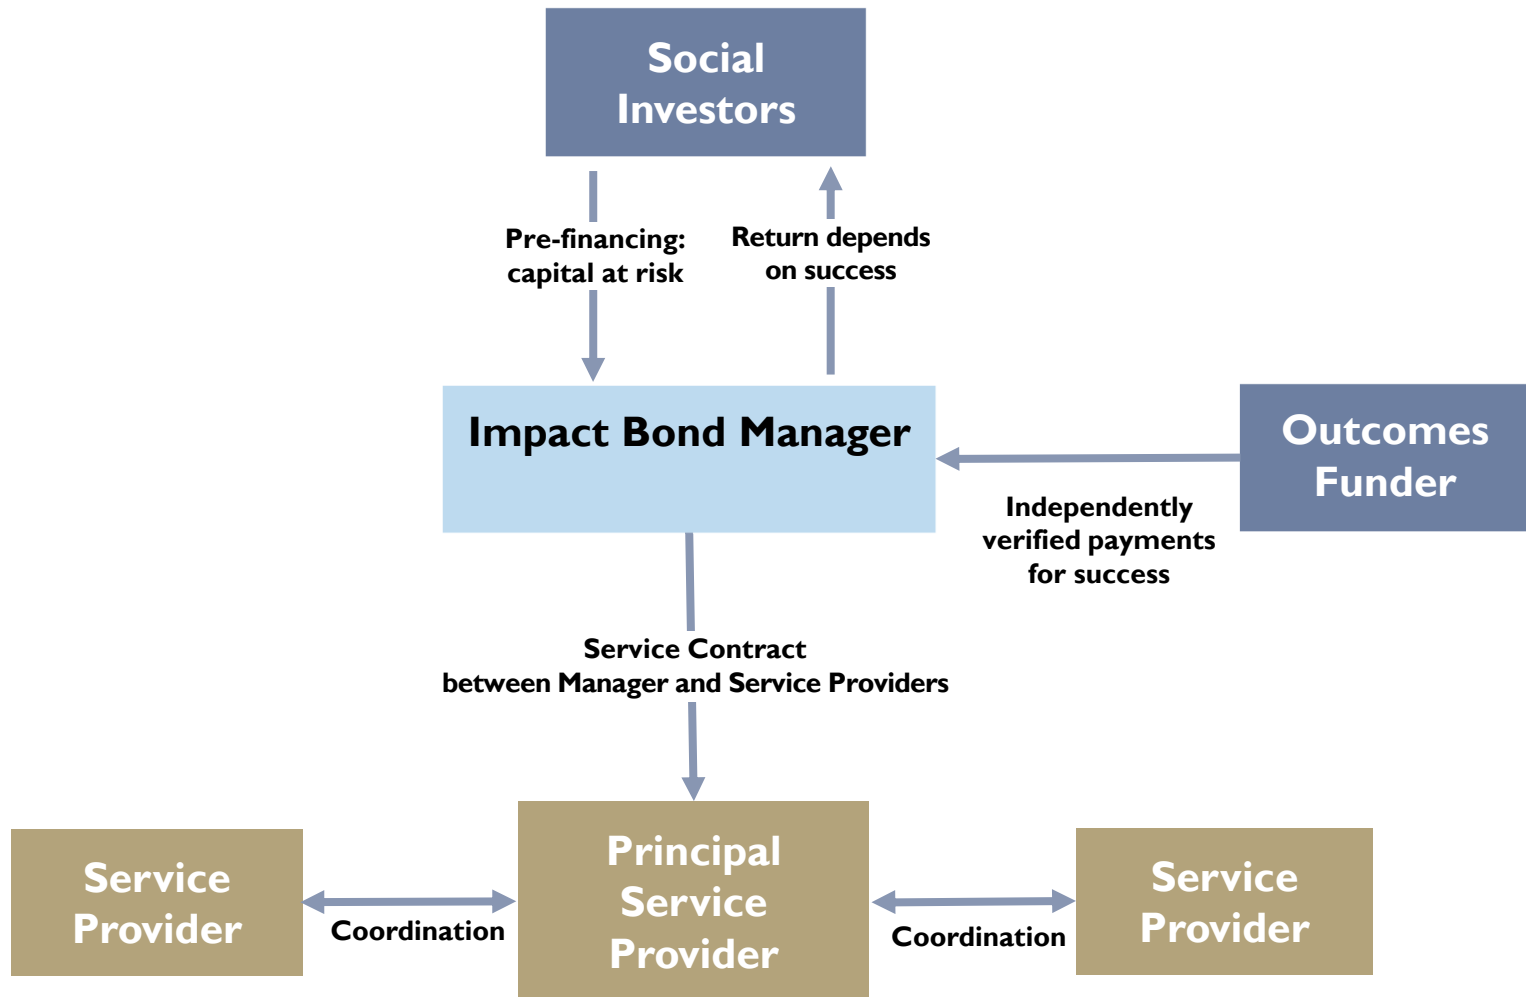 Social
Investors
Pre-financing:
capital at risk
Return depends
on success
Impact Bond Manager
Outcomes
Funder
Independently
verified payments
for success
Service Contract
between Manager and Service Providers
Service
Provider
Coordination
Principal
Service
Provider
Coordination
Service
Provider